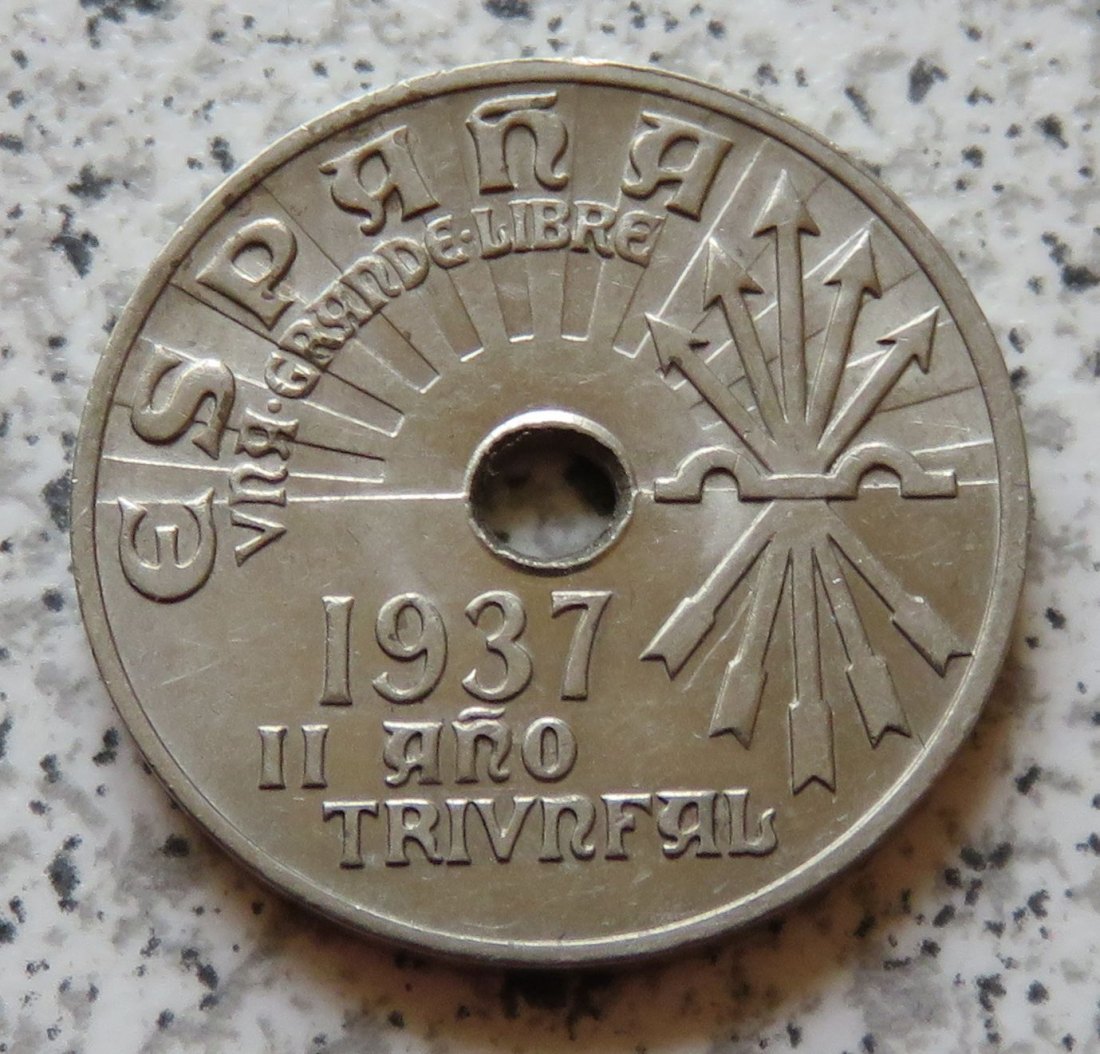 ESPAÑA
VNA·GRANDE·LIBRE
1937
II AÑO
TRIVNFAL